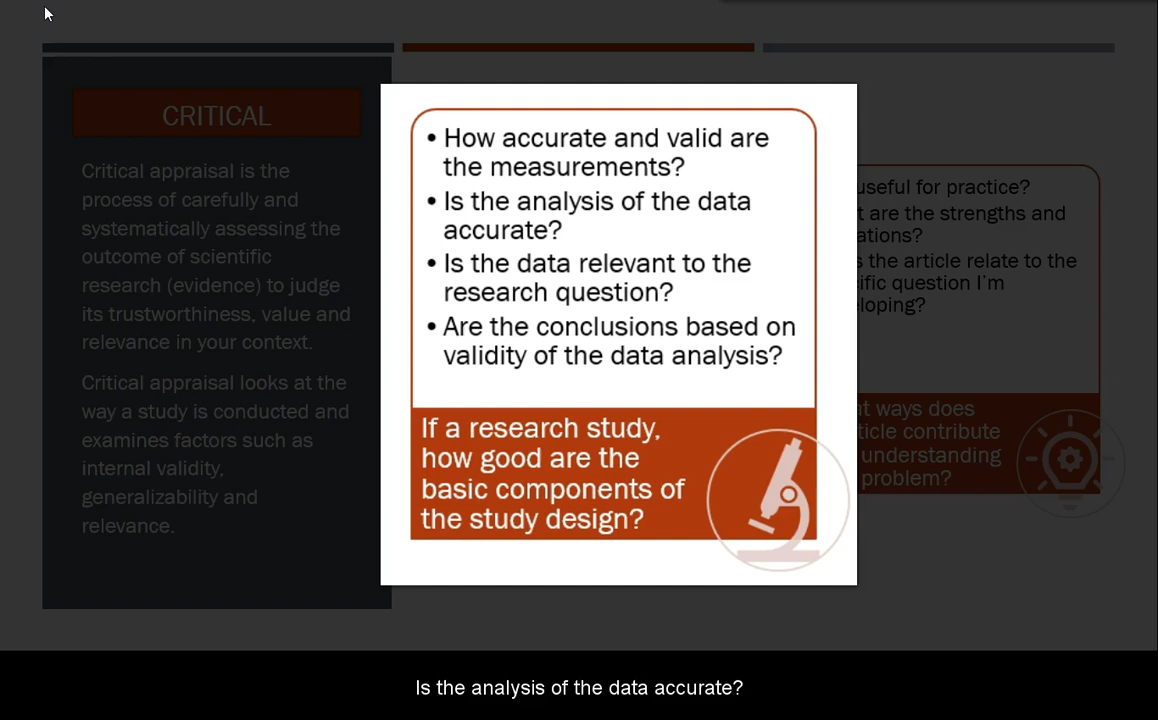 CRITICAL
Critical appraisal is the
process of carefully and
systematically assessing the
outcome of scientific
research (evidence) to judge
its trustworthiness, value and
relevance in your context.
Critical appraisal looks at the
way a study is conducted and
examines factors such as
internal validity,
generalizability and
relevance.
• How accurate and valid are
the measurements?
• Is the analysis of the data
accurate?
• Is the data relevant to the
research question?
• Are the conclusions based on
validity of the data analysis?
If a research study,
how good are the
basic components of
the study design?
useful for practice?
are the strengths and
the article relate to the
question I'm
ways does
contribute
understanding
problem?
Is the analysis of the data accurate?